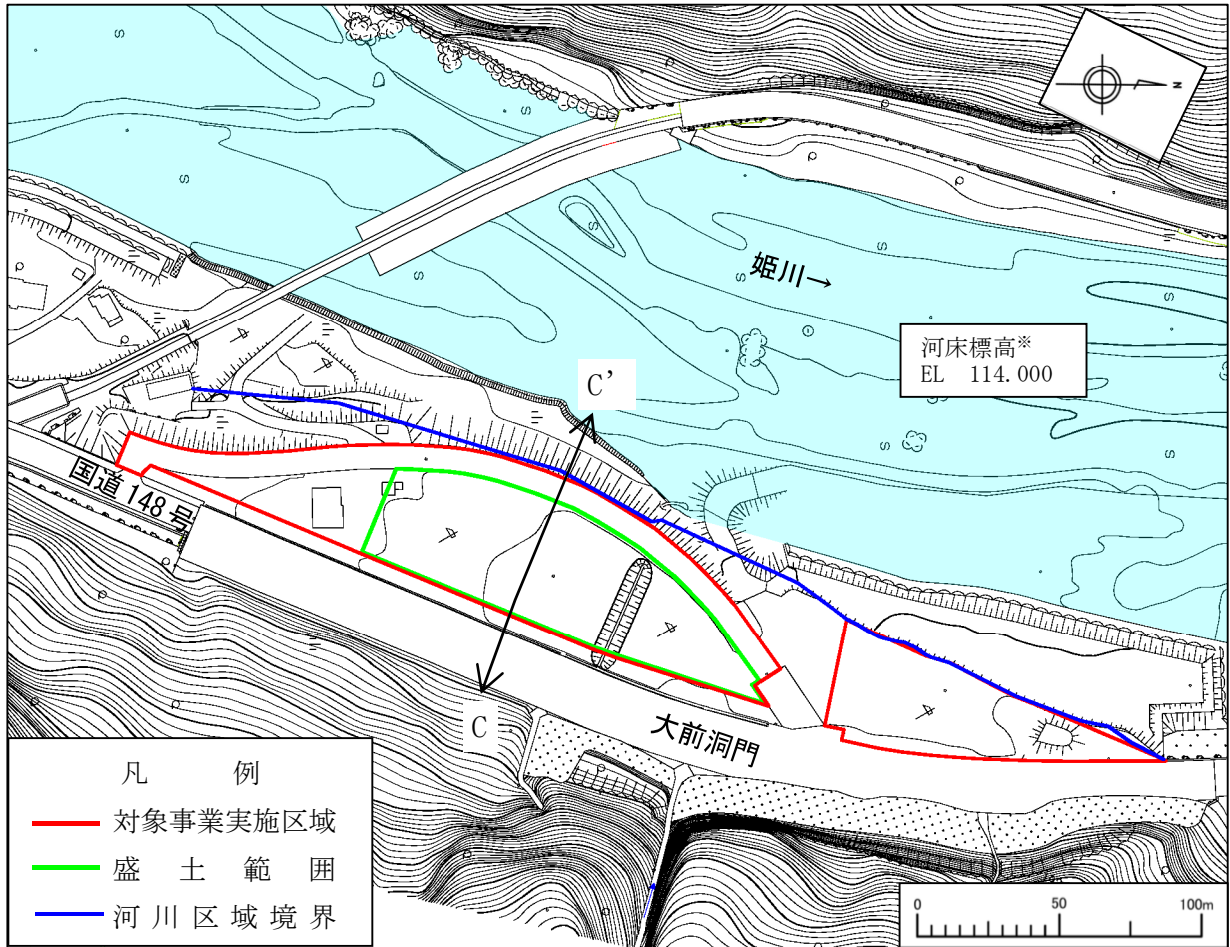 N
姫川→
河床標高※
EL 114.000
C’
国道148号
C
大前洞門
凡 例
対象事業実施区域
盛土範囲
河川区域境界
0 50 100m